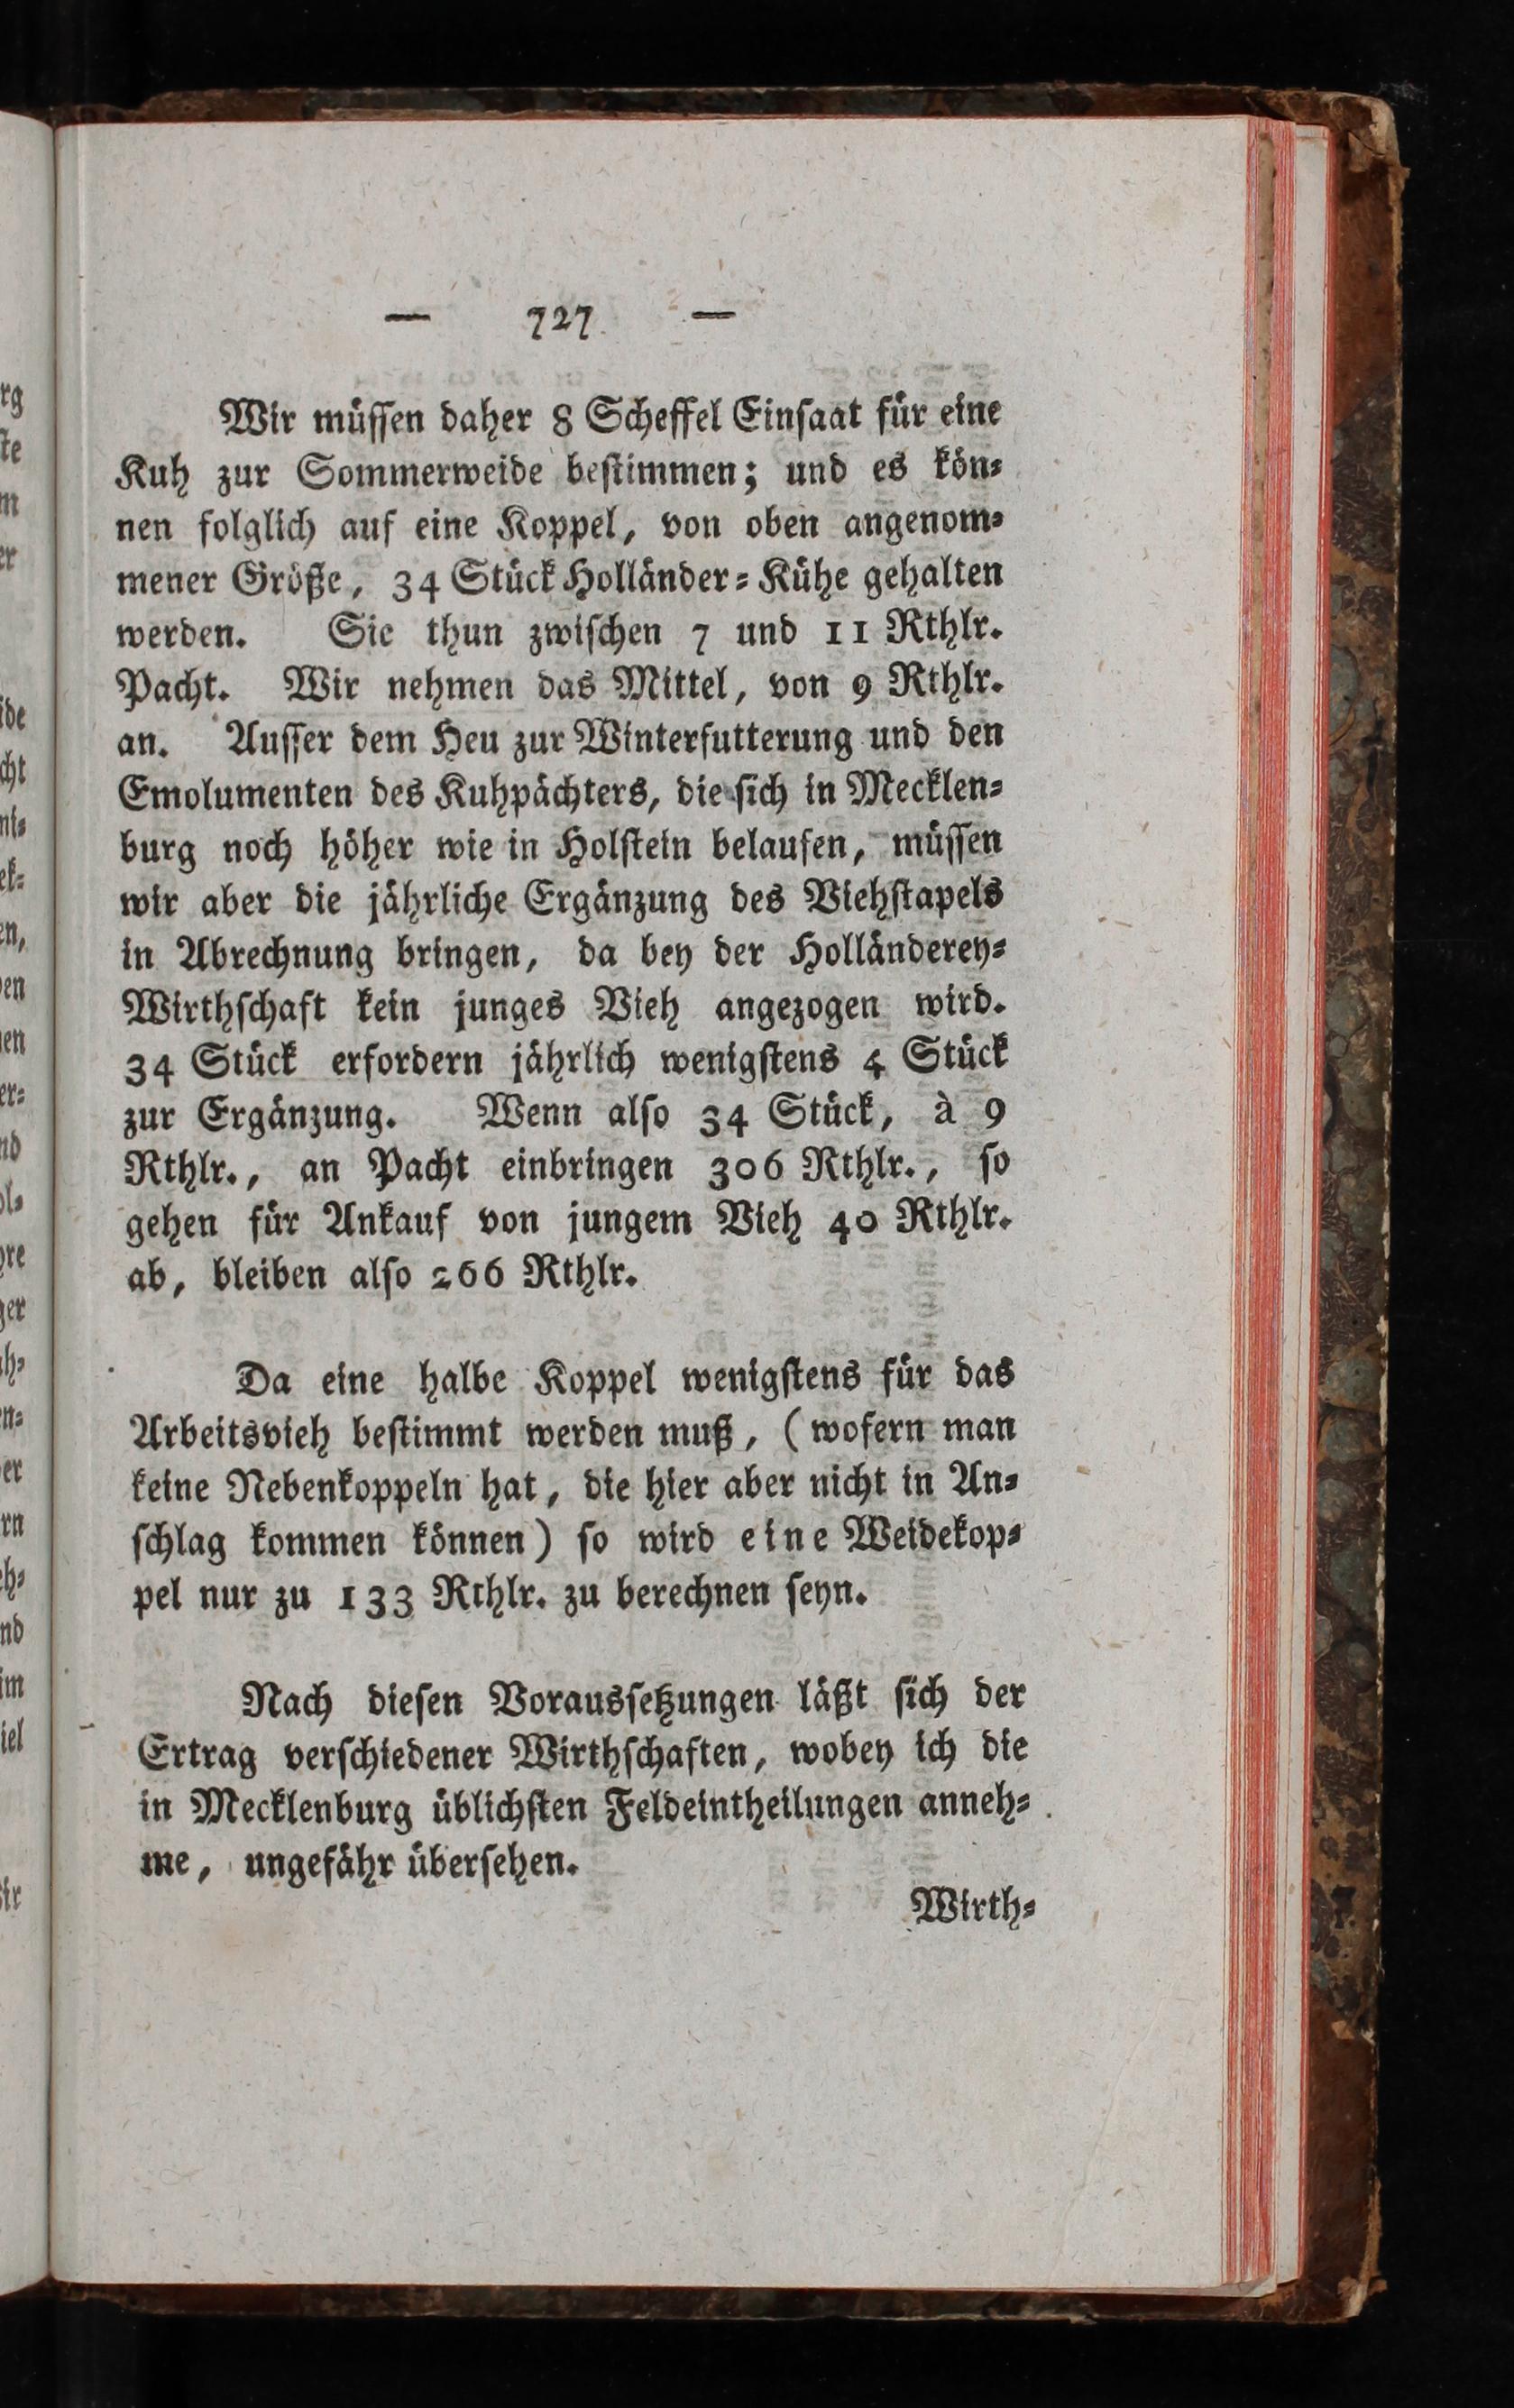 — 727 —
Wir müssen daher 8 Scheffel Einsaat für eine
Kuh zur Sommerweide bestimmen; und es kön-
nen folglich auf eine Koppel, von oben angenom-
mener Größe, 34 Stück Holländer-Kühe gehalten
werden. Sie thun zwischen 7 und 11 Rthlr.
Pacht. Wir nehmen das Mittel, von 9 Rthlr.
an. Ausser dem Heu zur Winterfutterung und den
Emolumenten des Kuhpächters, die sich in Mecklen-
burg noch höher wie in Holstein belaufen, müssen
wir aber die jährliche Ergänzung des Viehstapels
in Abrechnung bringen, da bey der Holländerey-
Wirthschaft kein junges Vieh angezogen wird.
34 Stück erfordern jährlich wenigstens 4 Stück
zur Ergänzung. Wenn also 34 Stück, à 9
Rthlr., an Pacht einbringen 306 Rthlr., so
gehen für Ankauf von jungem Vieh 40 Rthlr.
ab, bleiben also 266 Rthlr.
Da eine halbe Koppel wenigstens für das
Arbeitsvieh bestimmt werden muß, (wofern man
keine Nebenkoppeln hat, die hier aber nicht in An-
schlag kommen können) so wird eine Weidekop-
pel nur zu 133 Rthlr. zu berechnen seyn.
Nach diesen Voraussetzungen läßt sich der
Ertrag verschiedener Wirthschaften, wobey ich die
in Mecklenburg üblichsten Feldeintheilungen anneh-
me, ungefähr übersehen.
Wirth-